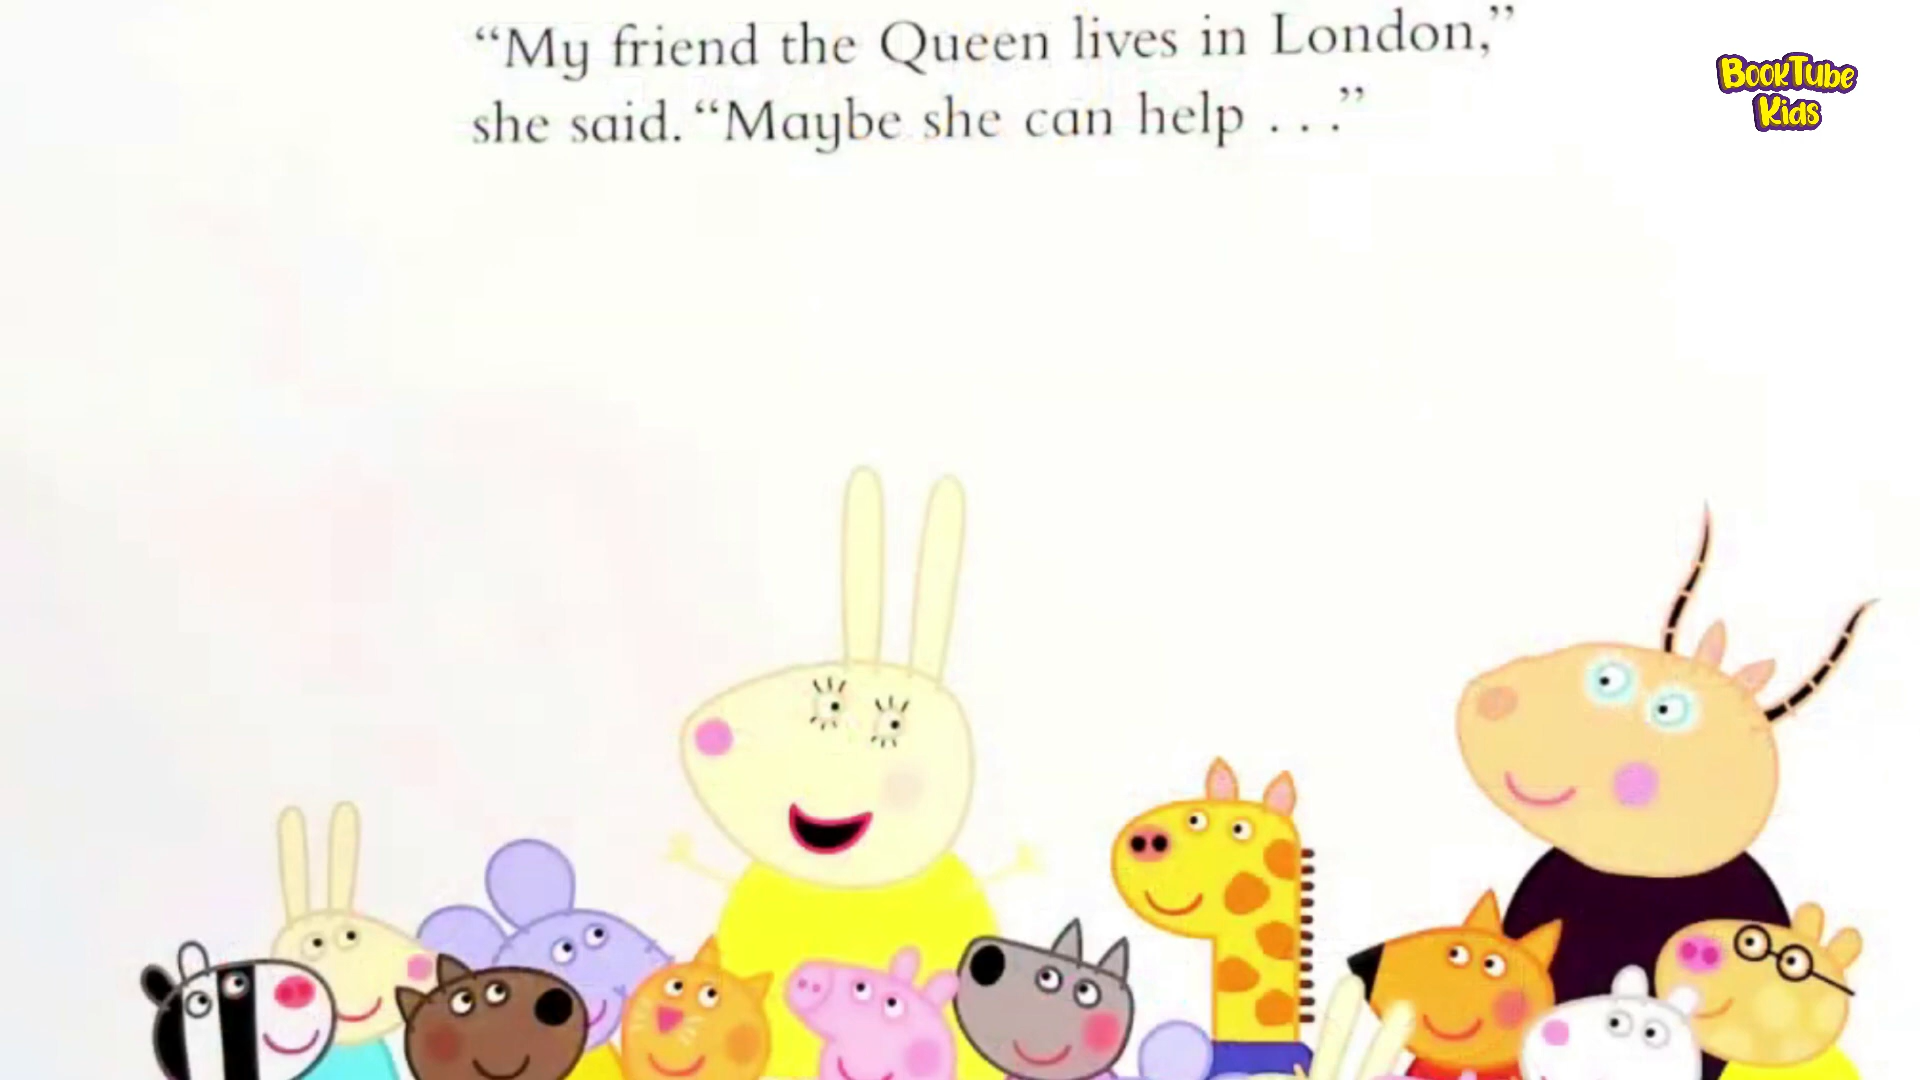 “My friend the Queen lives in London,”
she said. “Maybe she can help . . .”
BookTube
Kids